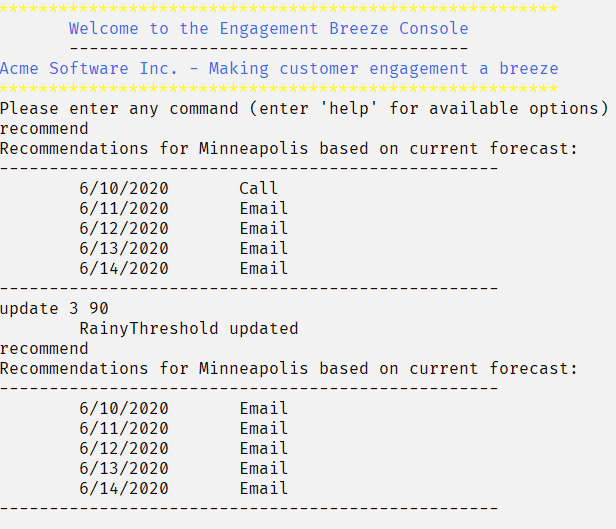 ********************************************************
Welcome to the Engagement Breeze Console
----------------------------------------
Acme Software Inc. - Making customer engagement a breeze
********************************************************
Please enter any command (enter 'help' for available options)
recommend
Recommendations for Minneapolis based on current forecast:
--------------------------------------------------
6/10/2020 Call
6/11/2020 Email
6/12/2020 Email
6/13/2020 Email
6/14/2020 Email
--------------------------------------------------
update 3 90
RainyThreshold updated
recommend
Recommendations for Minneapolis based on current forecast:
--------------------------------------------------
6/10/2020 Email
6/11/2020 Email
6/12/2020 Email
6/13/2020 Email
6/14/2020 Email
--------------------------------------------------